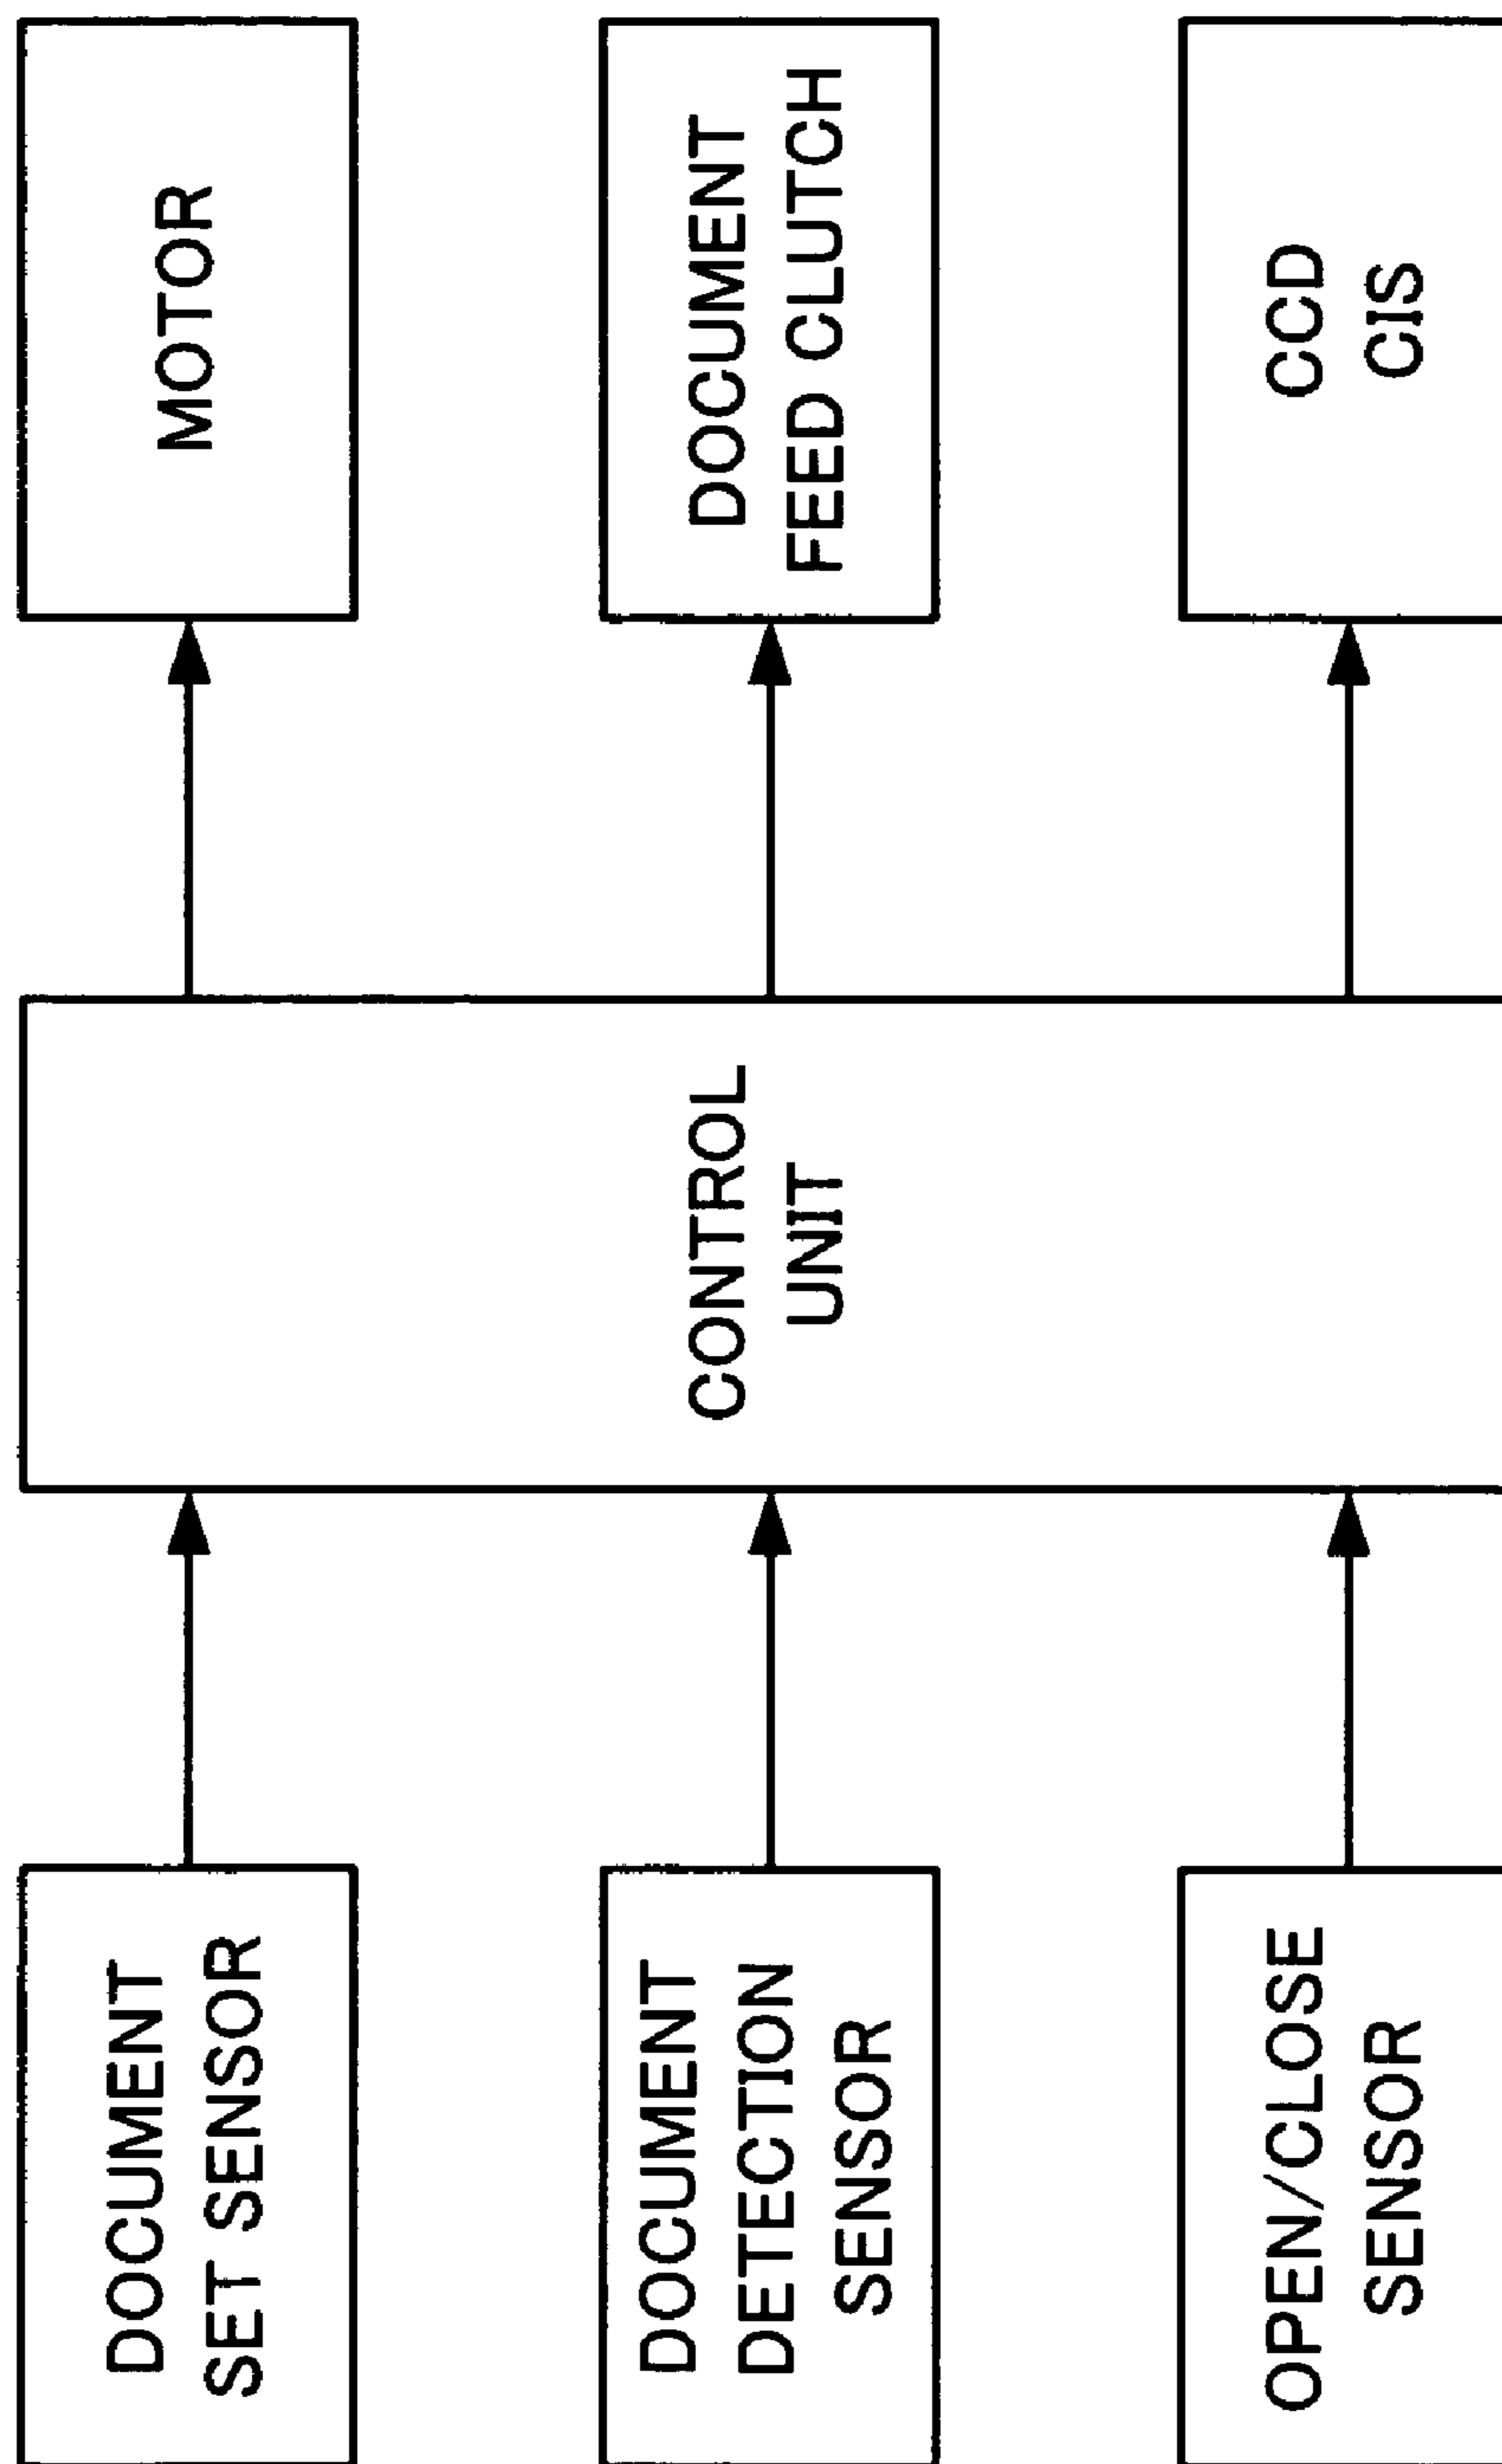 DOCUMENT
SET SENSOR
DOCUMENT
DETECTION
SENSOR
OPEN/CLOSE
SENSOR
CONTROL
UNIT
MOTOR
DOCUMENT
FEED CLUTCH
CCD
CIS